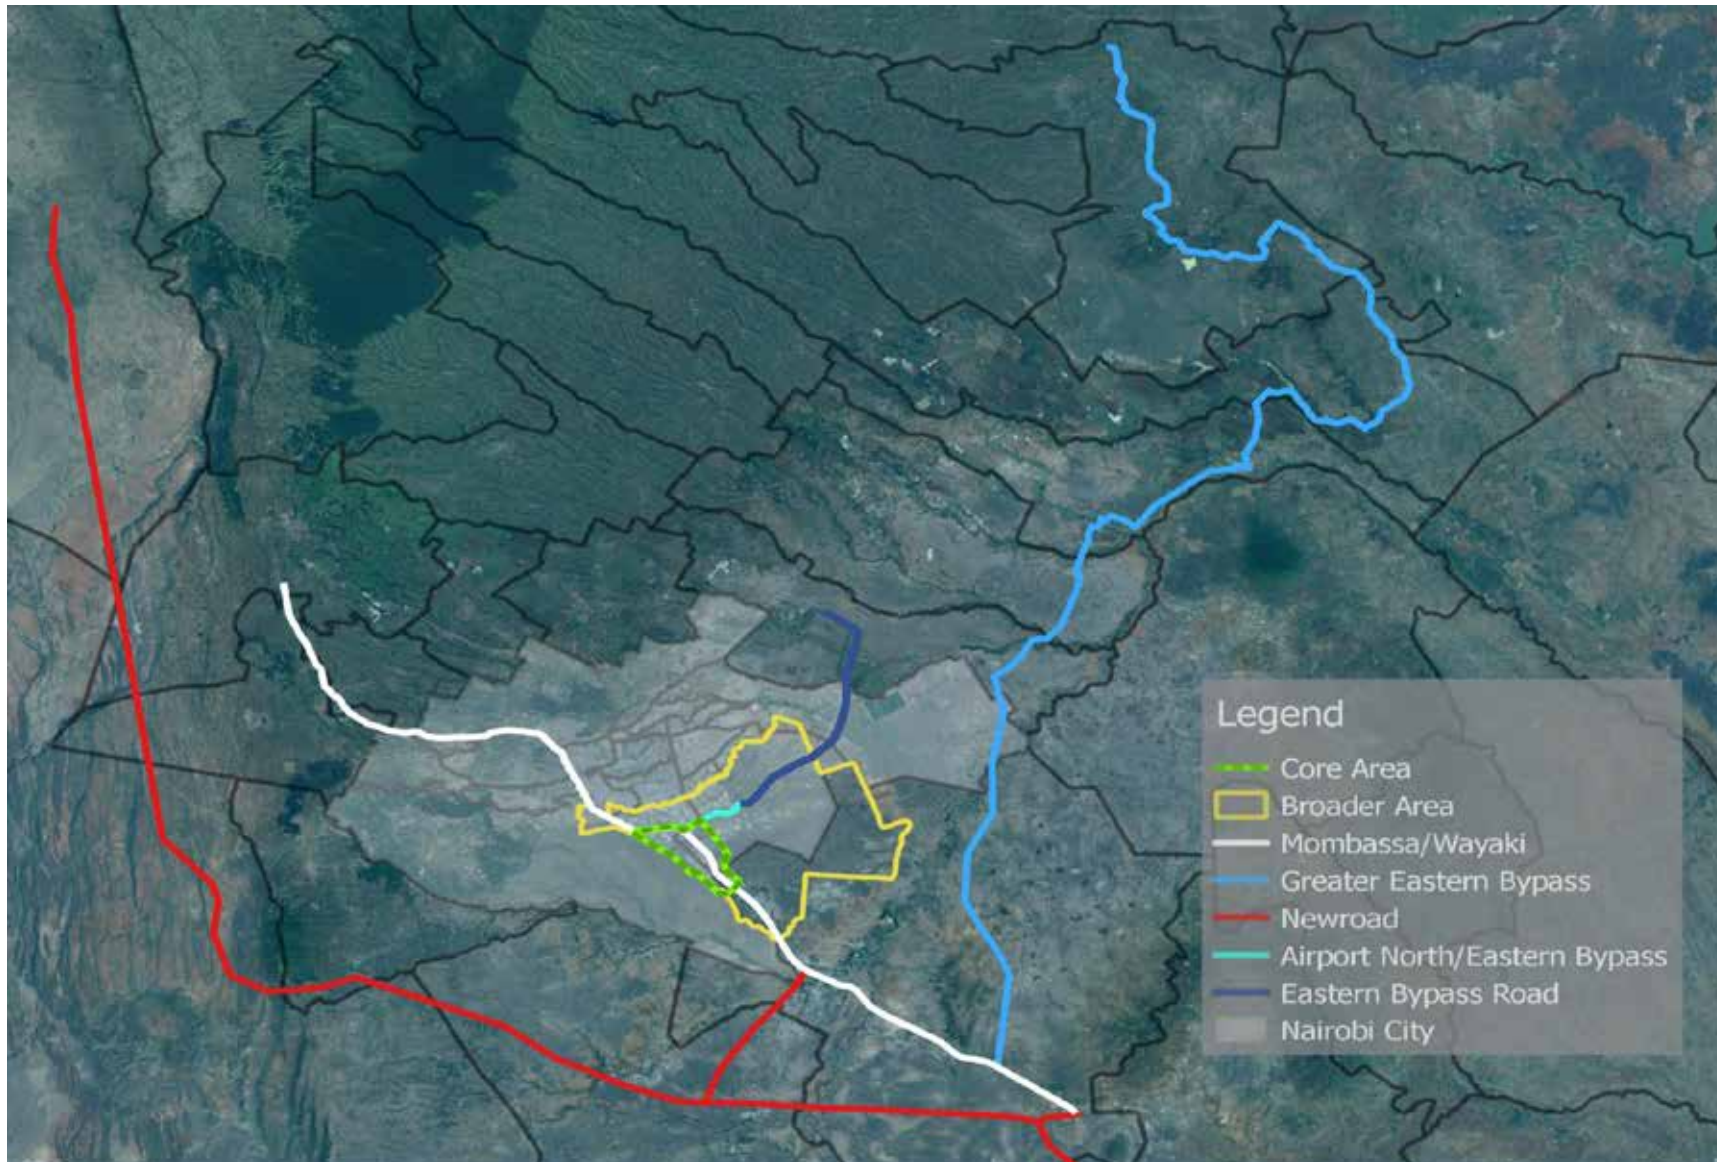 Legend
Core Area
Broader Area
Mombassa/Wayaki
Greater Eastern Bypass
Newroad
Airport North/Eastern Bypass
Eastern Bypass Road
Nairobi City